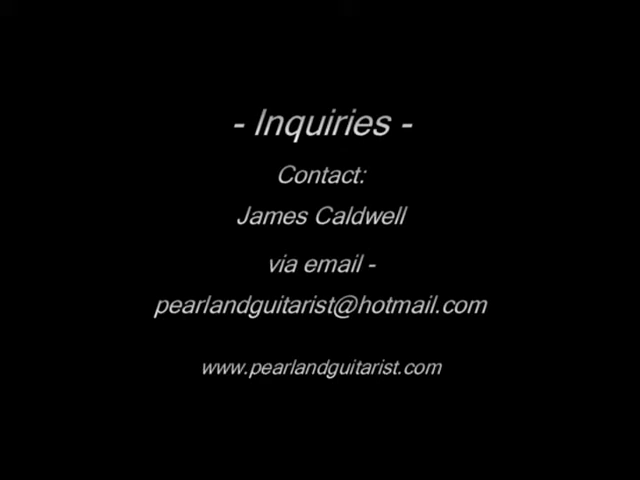 - Inquiries -
Contact:
James Caldwell
via email -
pearlandguitarist@hotmail.com
www.pearlandguitarist.com